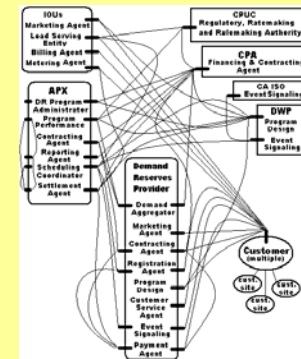 IOUs
Marketing Agent
Load Serving
Entity
Billing Agent
Metering Agent
CPUC
Regulatory, Ratemaking
and Rulemaking Authority
CPA
Financing & Contracting
Agent
CA ISO
Event Signaling
DWP
Program
Design
Event
Signaling
APX
DR Program
Administrator
Program
Performance
Contracting
Agent
Reporting
Agent
Scheduling
Coordinator
Settlement
Agent
Demand
Reserves
Provider
Demand
Aggregator
Marketing
Agent
Contracting
Agent
Registration
Agent
Program
Design
Customer
Service
Agent
Event
Signaling
Payment
Agent
Customer
(multiple)
Cust.
site
Cust.
site
Cust.
site